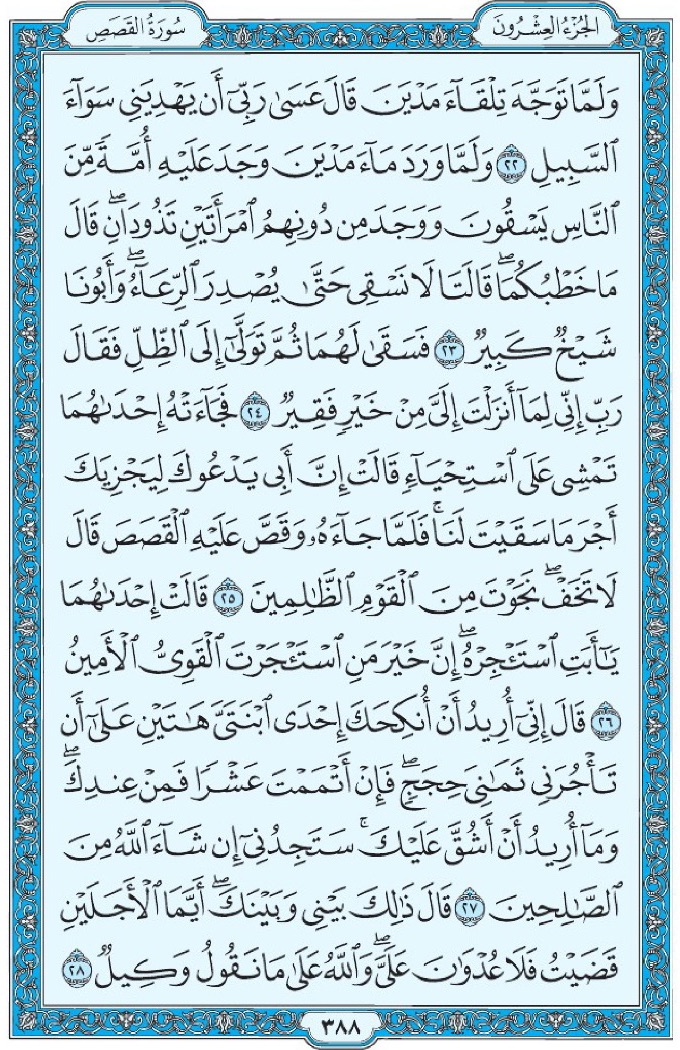 الجُزْءُ العِشْرُونَ
سُورَةُ القَصَصِ
وَلَمَّا تَوَجَّهَ تِلْقَآءَ مَدْيَنَ قَالَ عَسَىٰ رَبِّىٓ أَن يَهْدِيَنِى سَوَآءَ
ٱلسَّبِيلِ ٢٢ وَلَمَّا وَرَدَ مَآءَ مَدْيَنَ وَجَدَ عَلَيْهِ أُمَّةً مِّنَ
ٱلنَّاسِ يَسْقُونَ وَوَجَدَ مِن دُونِهِمُ ٱمْرَأَتَيْنِ تَذُودَانِۖ قَالَ
مَا خَطْبُكُمَاۖ قَالَتَا لَا نَسْقِى حَتَّىٰ يُصْدِرَ ٱلرِّعَآءُۖ وَأَبُونَا
شَيْخٌ كَبِيرٌ ٢٣ فَسَقَىٰ لَهُمَا ثُمَّ تَوَلَّىٰٓ إِلَى ٱلظِّلِّ فَقَالَ
رَبِّ إِنِّى لِمَآ أَنزَلْتَ إِلَىَّ مِنْ خَيْرٍ فَقِيرٌ ٢٤ فَجَآءَتْهُ إِحْدَىٰهُمَا
تَمْشِى عَلَى ٱسْتِحْيَآءٍ قَالَتْ إِنَّ أَبِى يَدْعُوكَ لِيَجْزِيَكَ
أَجْرَ مَا سَقَيْتَ لَنَاۚ فَلَمَّا جَآءَهُۥ وَقَصَّ عَلَيْهِ ٱلْقَصَصَ قَالَ
لَا تَخَفْۖ نَجَوْتَ مِنَ ٱلْقَوْمِ ٱلظَّـٰلِمِينَ ٢٥ قَالَتْ إِحْدَىٰهُمَا
يَـٰٓأَبَتِ ٱسْتَـْٔجِرْهُۖ إِنَّ خَيْرَ مَنِ ٱسْتَـْٔجَرْتَ ٱلْقَوِىُّ ٱلْأَمِينُ
٢٦ قَالَ إِنِّىٓ أُرِيدُ أَنْ أُنكِحَكَ إِحْدَى ٱبْنَتَىَّ هَـٰتَيْنِ عَلَىٰٓ أَن
تَأْجُرَنِى ثَمَـٰنِىَ حِجَجٍۖ فَإِنْ أَتْمَمْتَ عَشْرًا فَمِنْ عِندِكَۖ
وَمَآ أُرِيدُ أَنْ أَشُقَّ عَلَيْكَۚ سَتَجِدُنِىٓ إِن شَآءَ ٱللَّهُ مِنَ
ٱلصَّـٰلِحِينَ ٢٧ قَالَ ذَٰلِكَ بَيْنِى وَبَيْنَكَۖ أَيَّمَا ٱلْأَجَلَيْنِ
قَضَيْتُ فَلَا عُدْوَٰنَ عَلَىَّۖ وَٱللَّهُ عَلَىٰ مَا نَقُولُ وَكِيلٌ ٢٨
٣٨٨